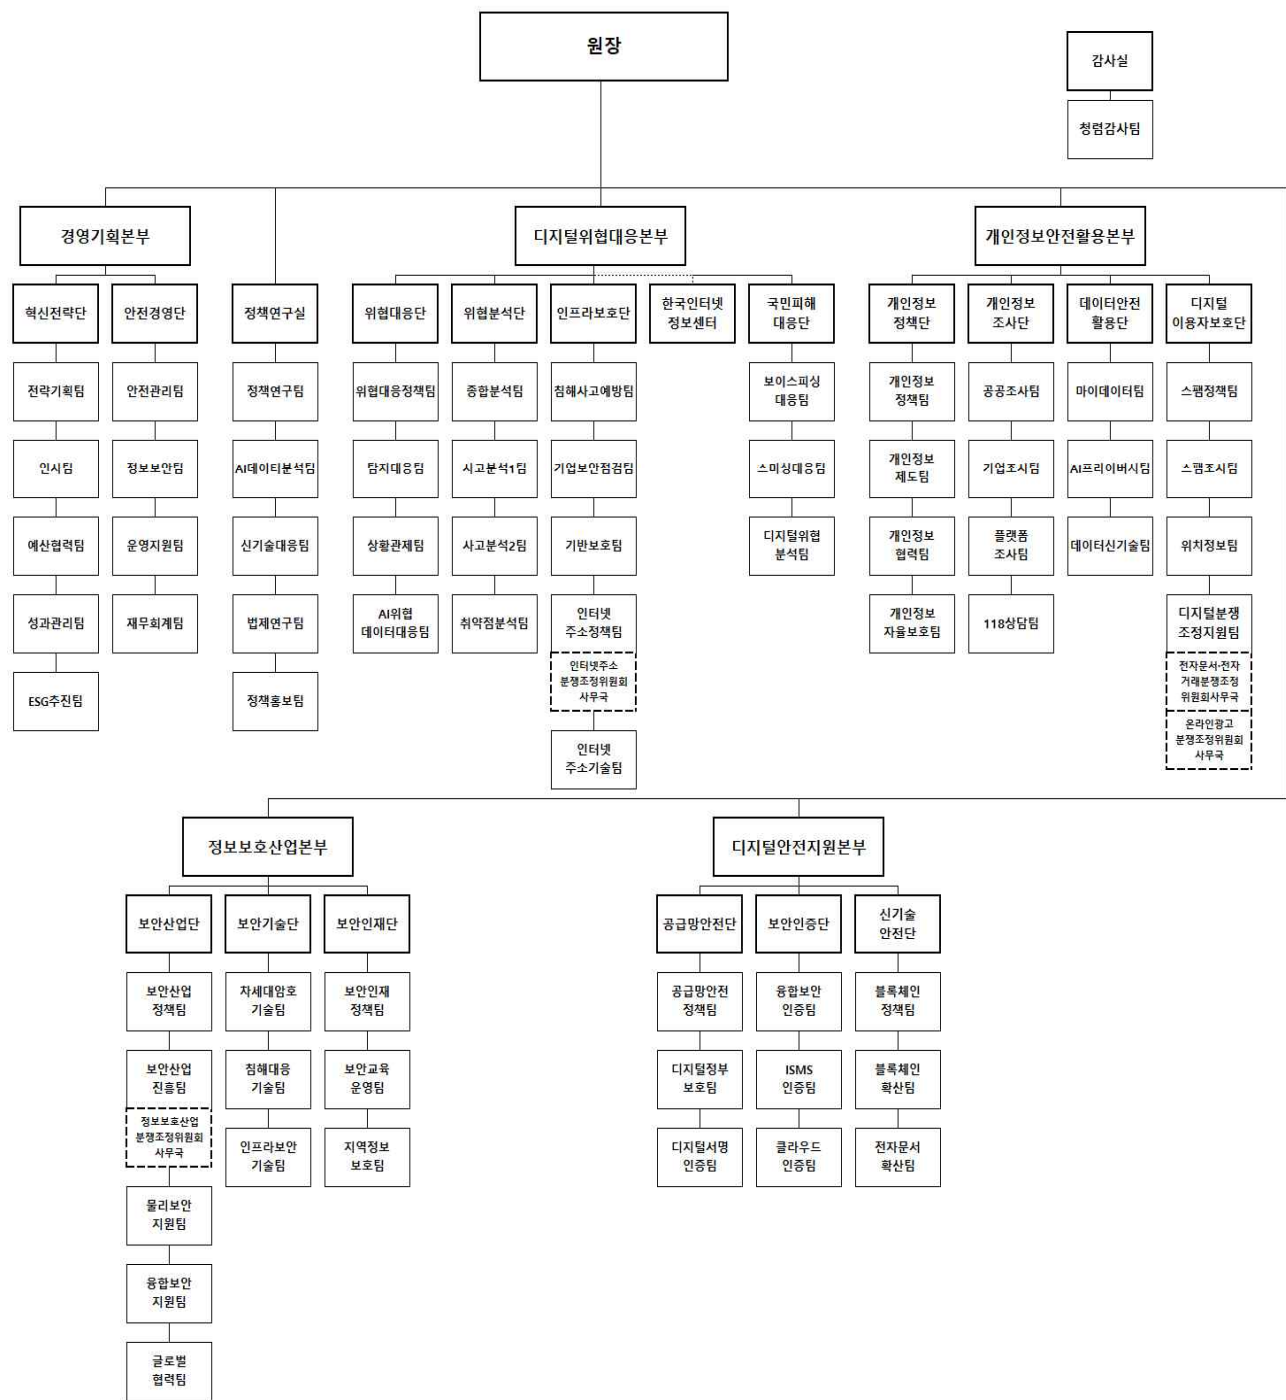 원장
감사실
청렴감사팀
경영기획본부
디지털위협대응본부
개인정보안전활용본부
혁신전략단
안전경영단
정책연구실
위협대응단
위협분석단
인프라보호단
한국인터넷
정보센터
국민피해
대응단
개인정보
정책단
개인정보
조사단
데이터안전
활용단
디지털
이용자보호단
전략기획팀
안전관리팀
정책연구팀
위협대응정책팀
종합분석팀
침해사고예방팀
보이스피싱
대응팀
개인정보
정책팀
공공조사팀
마이데이터팀
스팸정책팀
인사팀
정보보안팀
AI데이터분석팀
탐지대응팀
사고분석1팀
기업보안점검팀
스미싱대응팀
개인정보
제도팀
기업조사팀
AI프라이버시팀
스팸조사팀
예산협력팀
운영지원팀
신기술대응팀
상황관제팀
사고분석2팀
기반보호팀
디지털위협
분석팀
개인정보
협력팀
플랫폼
조사팀
데이터신기술팀
위치정보팀
성과관리팀
재무회계팀
법제연구팀
AI위협
데이터대응팀
취약점분석팀
인터넷
주소정책팀
개인정보
자율보호팀
118상담팀
디지털분쟁
조정지원팀
인터넷주소
분쟁조정위원회
사무국
전자문서·전자
거래분쟁조정
위원회사무국
ESG추진팀
정책홍보팀
온라인광고
분쟁조정위원회
사무국
인터넷
주소기술팀
정보보호산업본부
디지털안전지원본부
보안산업단
보안기술단
보안인재단
공급망안전단
보안인증단
신기술
안전단
보안산업
정책팀
차세대암호
기술팀
보안인재
정책팀
공급망안전
정책팀
융합보안
인증팀
블록체인
정책팀
보안산업
진흥팀
침해대응
기술팀
보안교육
운영팀
디지털정부
보호팀
ISMS
인증팀
블록체인
확산팀
정보보호산업
분쟁조정위원회
사무국
인프라보안
기술팀
지역정보
보호팀
디지털서명
인증팀
클라우드
인증팀
전자문서
확산팀
물리보안
지원팀
융합보안
지원팀
글로벌
협력팀